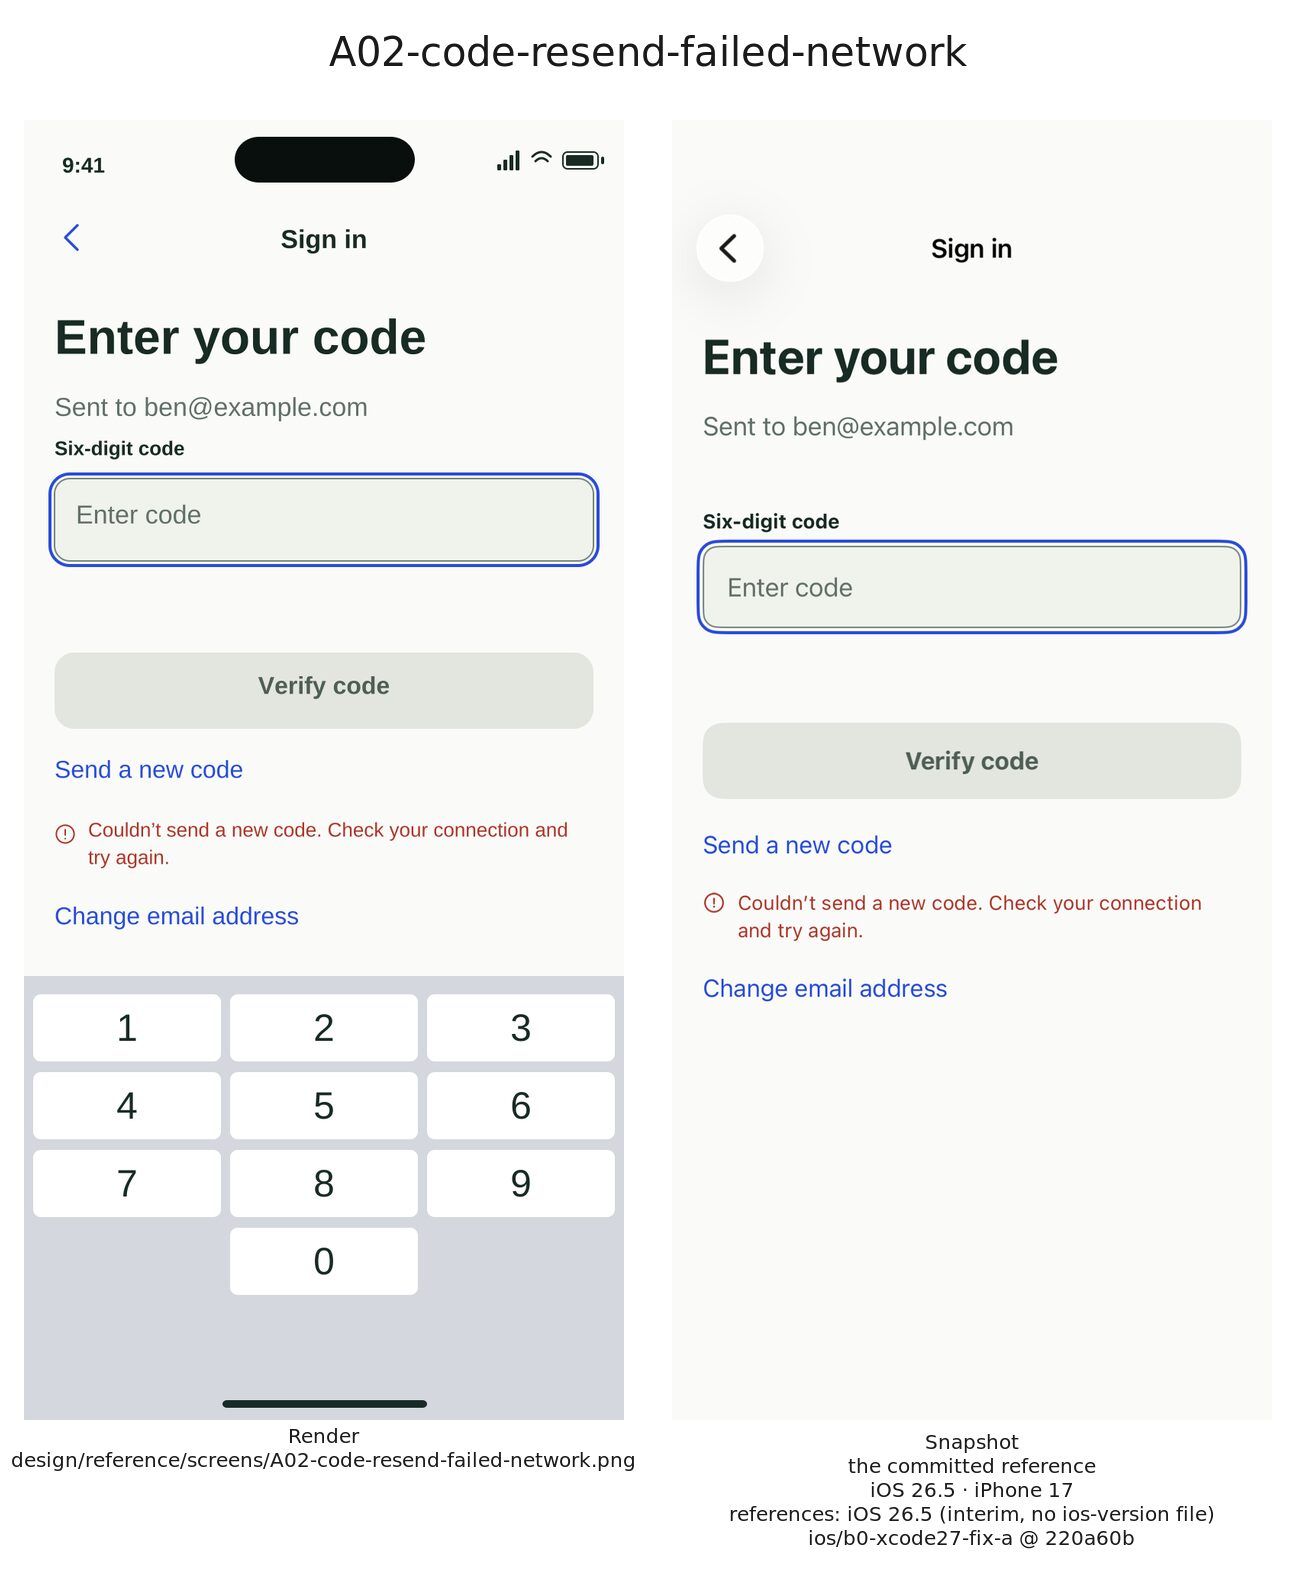 A02-code-resend-failed-network
9:41
Sign in
Enter your code
Sent to ben@example.com
Six-digit code
Enter code
Verify code
Send a new code
Couldn’t send a new code. Check your connection and
try again.
Change email address
1 2 3
4 5 6
7 8 9
0
Render
design/reference/screens/A02-code-resend-failed-network.png
Sign in
Enter your code
Sent to ben@example.com
Six-digit code
Enter code
Verify code
Send a new code
Couldn’t send a new code. Check your connection
and try again.
Change email address
Snapshot
the committed reference
iOS 26.5 · iPhone 17
references: iOS 26.5 (interim, no ios-version file)
ios/b0-xcode27-fix-a @ 220a60b